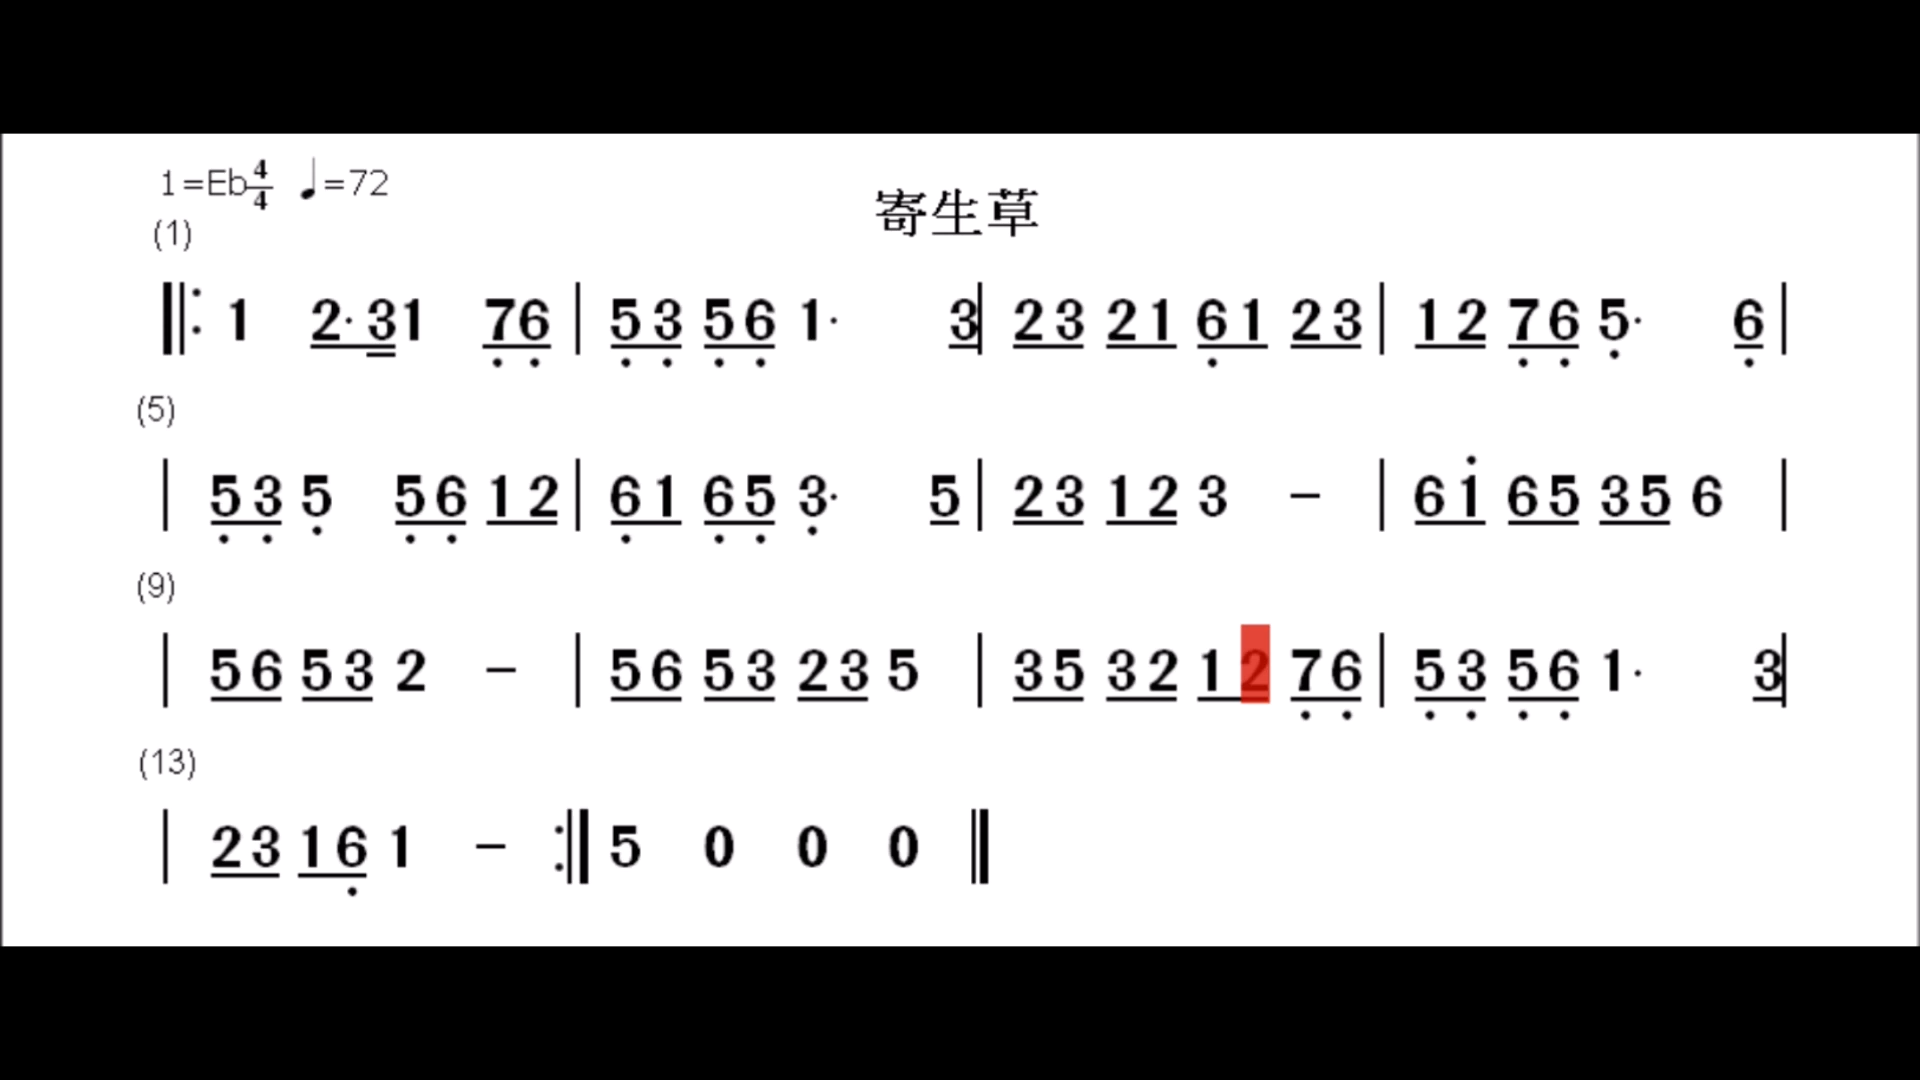 1=Eb 4/4 ♩=72
寄生草
(1)
‖: 1 2·31 76 | 53 56 1· 3 | 23 21 61 23 | 12 76 5· 6 |
(5)
| 53 5 56 12 | 61 65 3· 5 | 23 12 3 – | 61 65 35 6 |
(9)
| 56 53 2 – | 56 53 23 5 | 35 32 12 76 | 53 56 1· 3 |
(13)
| 23 16 1 – :‖ 5 0 0 0 ‖